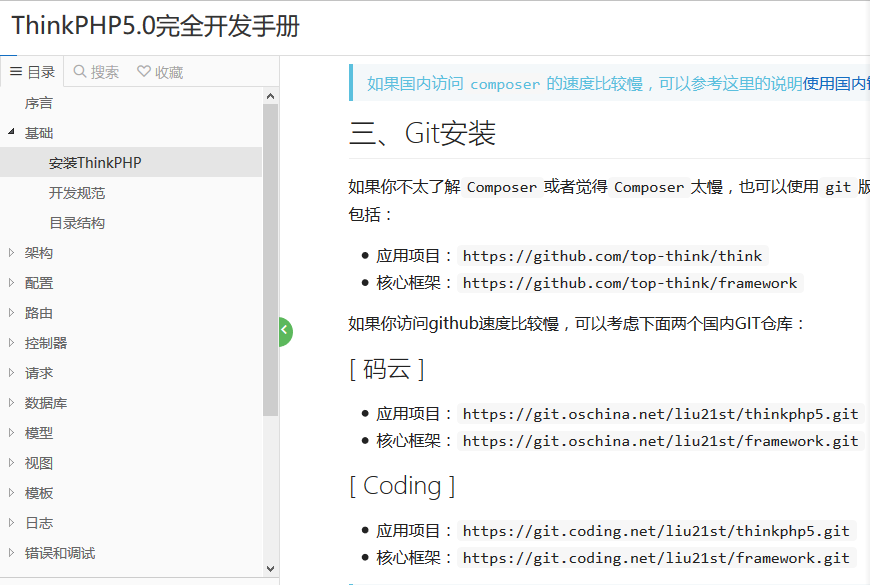 ThinkPHP5.0完全开发手册
目录 搜索 收藏
序言
基础
安装ThinkPHP
开发规范
目录结构
架构
配置
路由
控制器
请求
数据库
模型
视图
模板
日志
错误和调试
如果国内访问 composer 的速度比较慢，可以参考这里的说明使用国内
三、Git安装
如果你不太了解 Composer 或者觉得 Composer 太慢，也可以使用 git 版
包括：
应用项目： https://github.com/top-think/think
核心框架： https://github.com/top-think/framework
如果你访问github速度比较慢，可以考虑下面两个国内GIT仓库：
[ 码云 ]
应用项目： https://git.oschina.net/liu21st/thinkphp5.git
核心框架： https://git.oschina.net/liu21st/framework.git
[ Coding ]
应用项目： https://git.coding.net/liu21st/thinkphp5.git
核心框架： https://git.coding.net/liu21st/framework.git